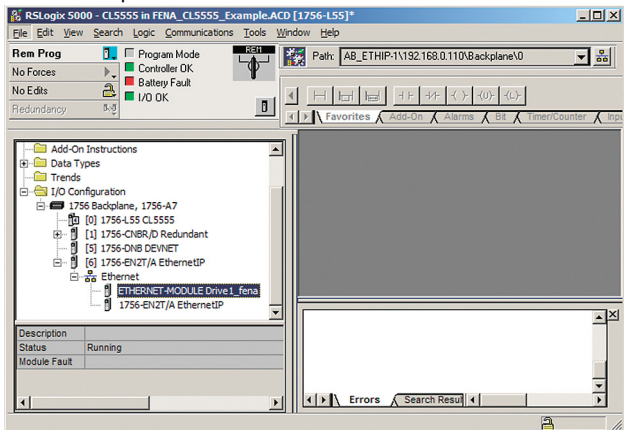 RSLogix 5000 - CL5555 in FENA_CL5555_Example.ACD [1756-L55]*
File Edit View Search Logic Communications Tools Window Help
Rem Prog
No Forces
No Edits
Redundancy
Program Mode
Controller OK
Battery Fault
I/O OK
REM
Path: AB_ETHIP-1\192.168.0.110\Backplane\0
Favorites Add-On Alarms Bit Timer/Counter Inpu
Add-On Instructions
Data Types
Trends
I/O Configuration
1756 Backplane, 1756-A7
[0] 1756-L55 CL5555
[1] 1756-CNBR/D Redundant
[5] 1756-DNB DEVNET
[6] 1756-EN2T/A EthernetIP
Ethernet
ETHERNET-MODULE Drive1_fena
1756-EN2T/A EthernetIP
Description
Status Running
Module Fault
Errors Search Resul